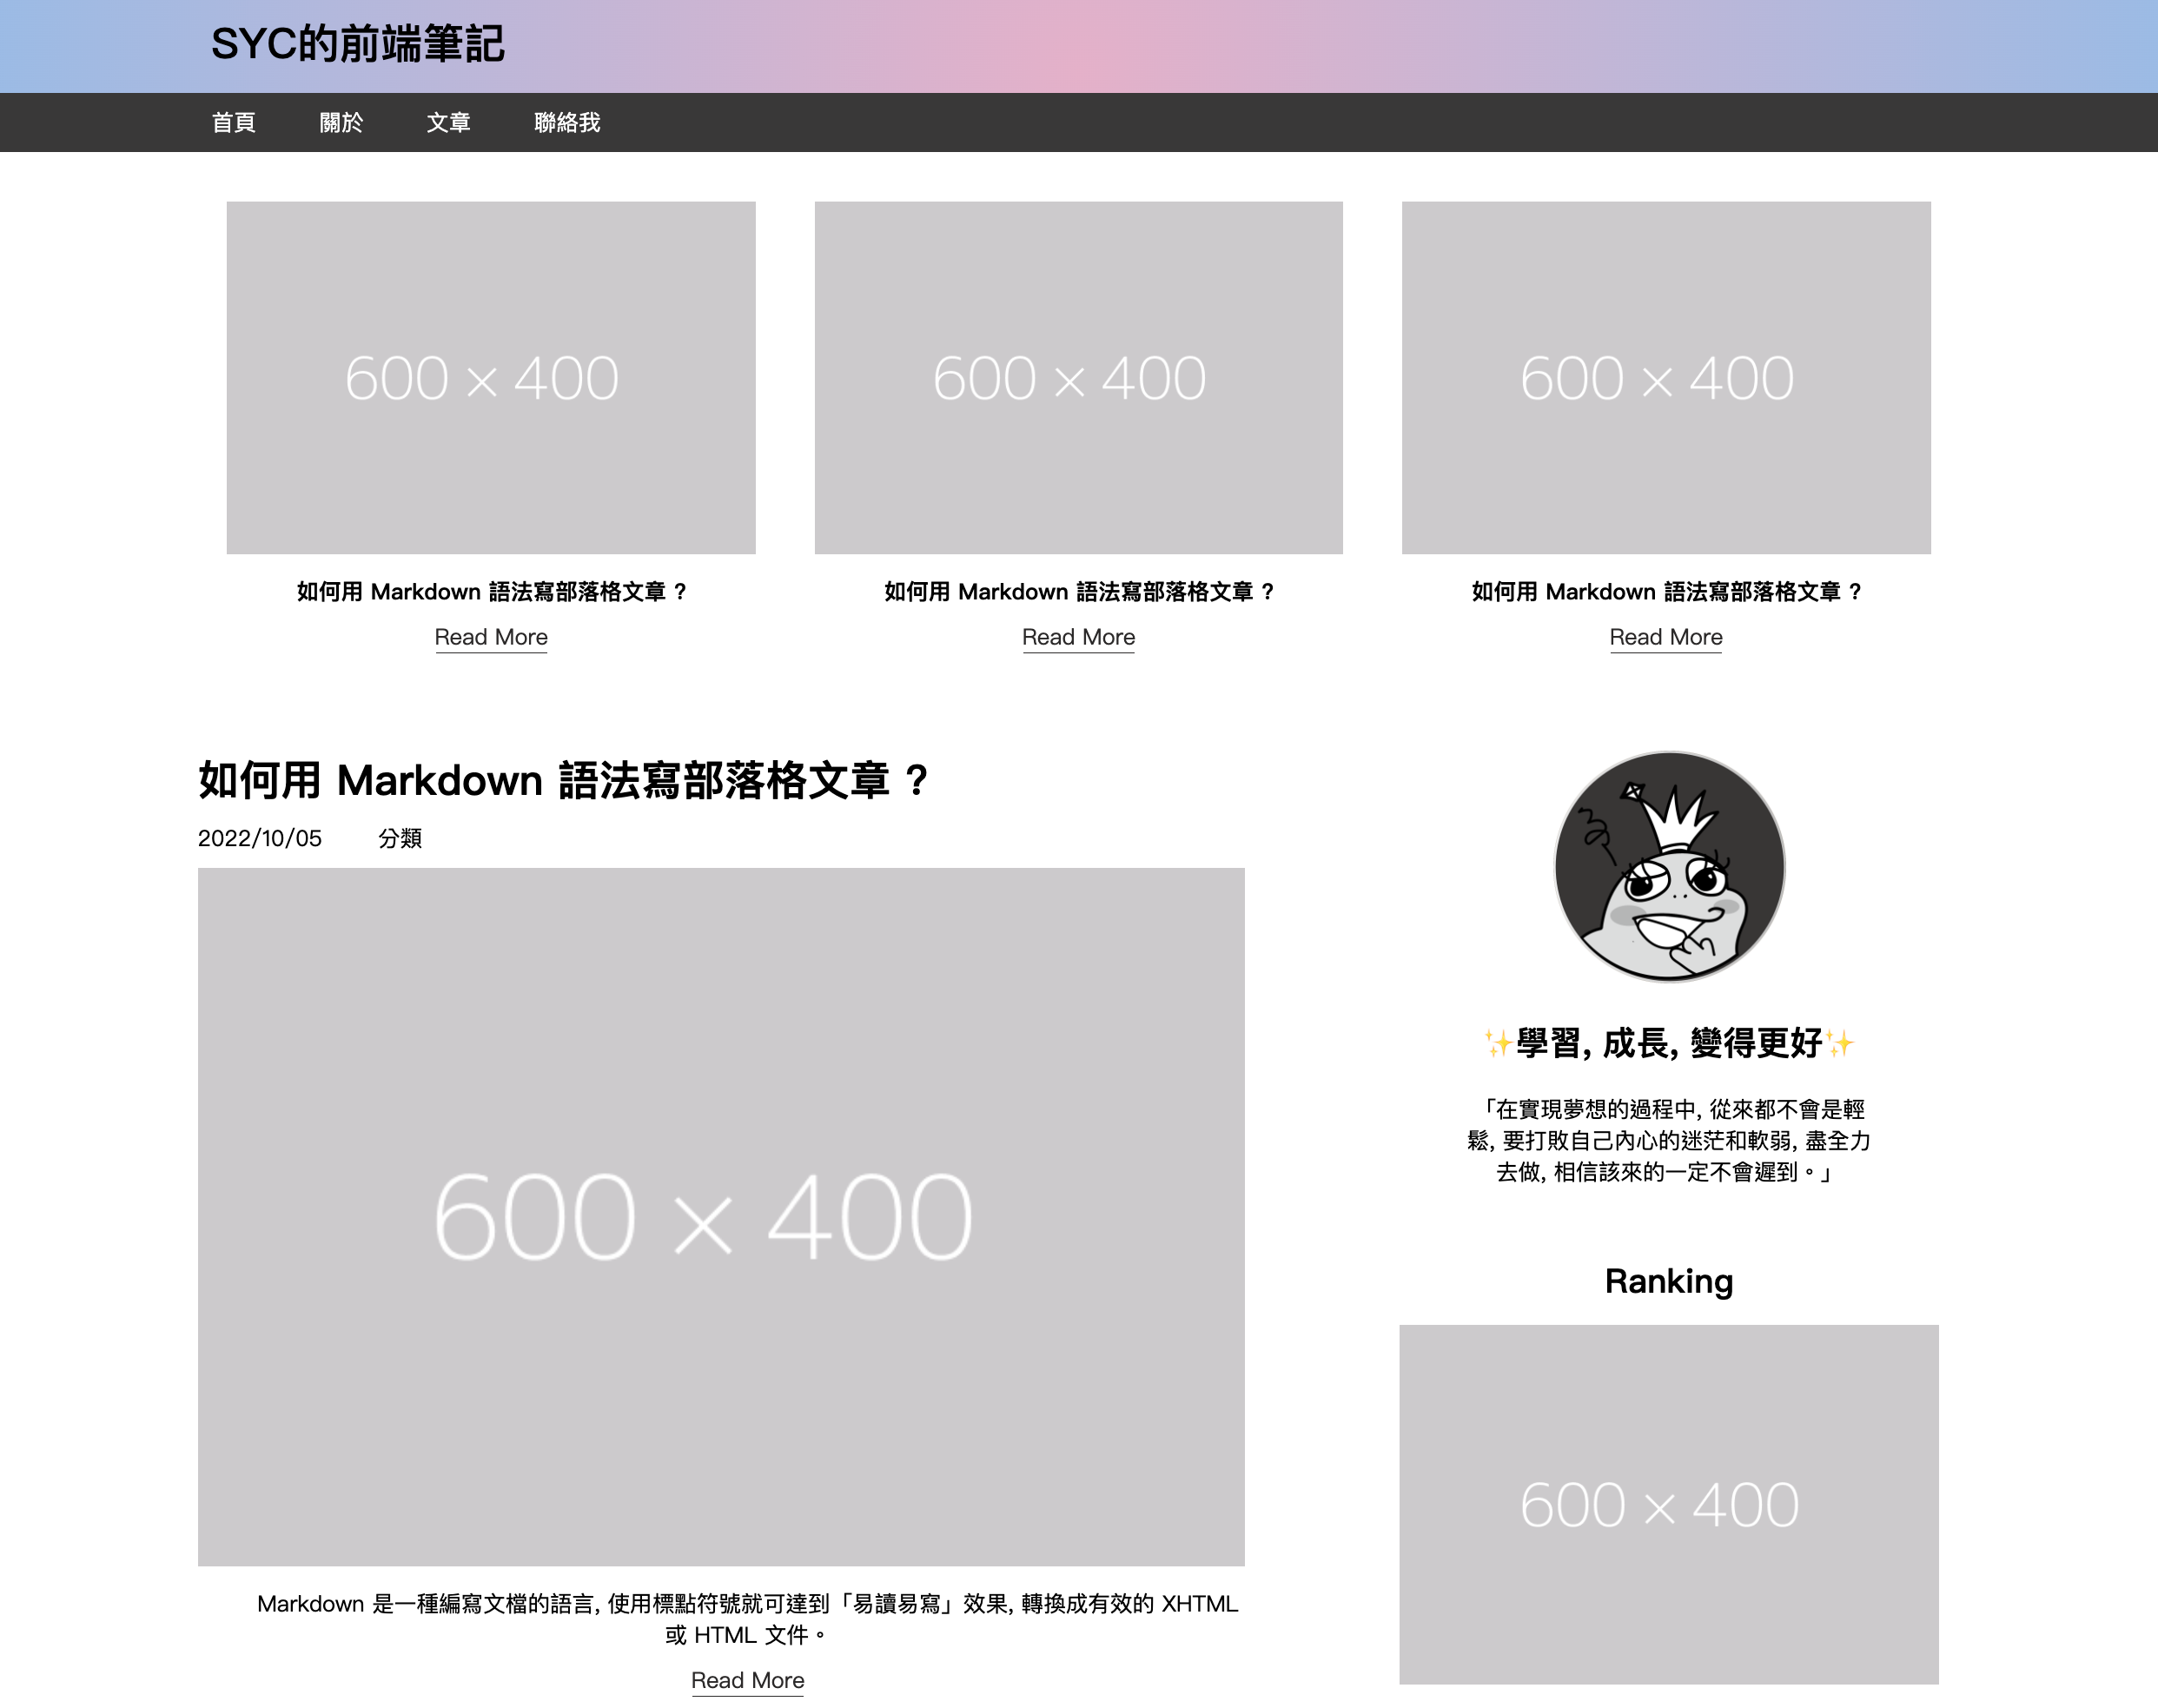 SYC的前端筆記
首頁 關於 文章 聯絡我
600 × 400
600 × 400
600 × 400
如何用 Markdown 語法寫部落格文章 ?
如何用 Markdown 語法寫部落格文章 ?
如何用 Markdown 語法寫部落格文章 ?
Read More
Read More
Read More
如何用 Markdown 語法寫部落格文章 ?
2022/10/05 分類
600 × 400
Markdown 是一種編寫文檔的語言, 使用標點符號就可達到「易讀易寫」效果, 轉換成有效的 XHTML
或 HTML 文件。
Read More
✨學習, 成長, 變得更好✨
「在實現夢想的過程中, 從來都不會是輕
鬆, 要打敗自己內心的迷茫和軟弱, 盡全力
去做, 相信該來的一定不會遲到。」
Ranking
600 × 400